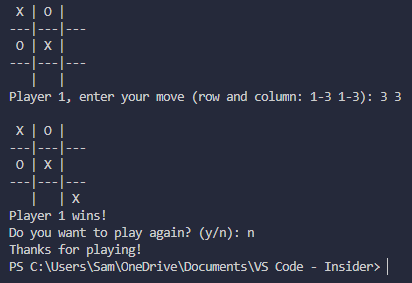 X | O |
---|---|---
 O | X |
---|---|---
   |   |
Player 1, enter your move (row and column: 1-3 1-3): 3 3

 X | O |
---|---|---
 O | X |
---|---|---
   |   | X
Player 1 wins!
Do you want to play again? (y/n): n
Thanks for playing!
PS C:\Users\Sam\OneDrive\Documents\VS Code - Insider>